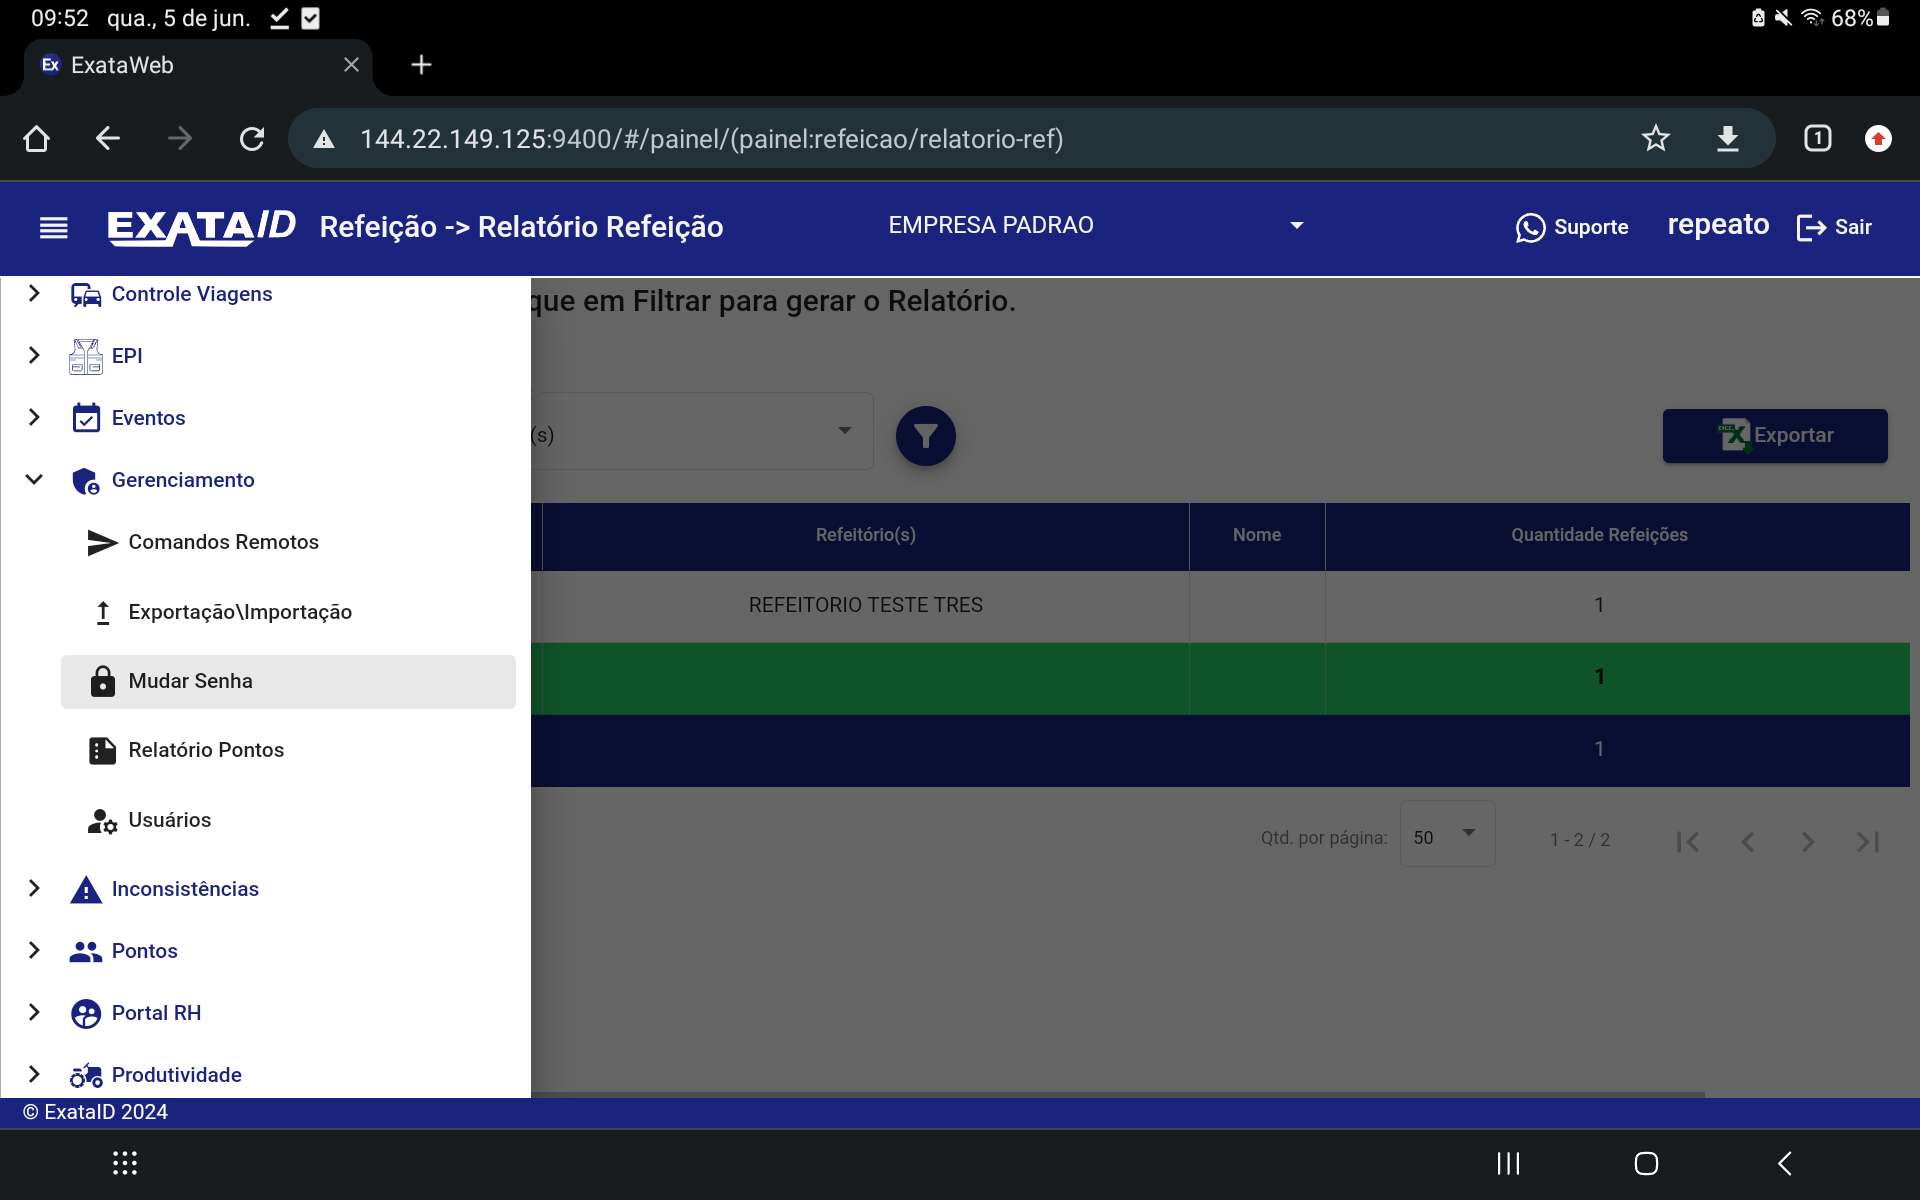 09:52 qua., 5 de jun. 68%
Ex ExataWeb
144.22.149.125:9400/#/painel/(painel:refeicao/relatorio-ref) 1
EXATAID Refeição -> Relatório Refeição EMPRESA PADRAO Suporte repeato Sair
Controle Viagens
que em Filtrar para gerar o Relatório.
EPI
Eventos
(s)
Exportar
Gerenciamento
Refeitório(s) Nome Quantidade Refeições
Comandos Remotos
REFEITORIO TESTE TRES 1
Exportação\Importação
Mudar Senha
1
Relatório Pontos
1
Usuários
Qtd. por página: 50 1 - 2 / 2
Inconsistências
Pontos
Portal RH
Produtividade
© ExataID 2024